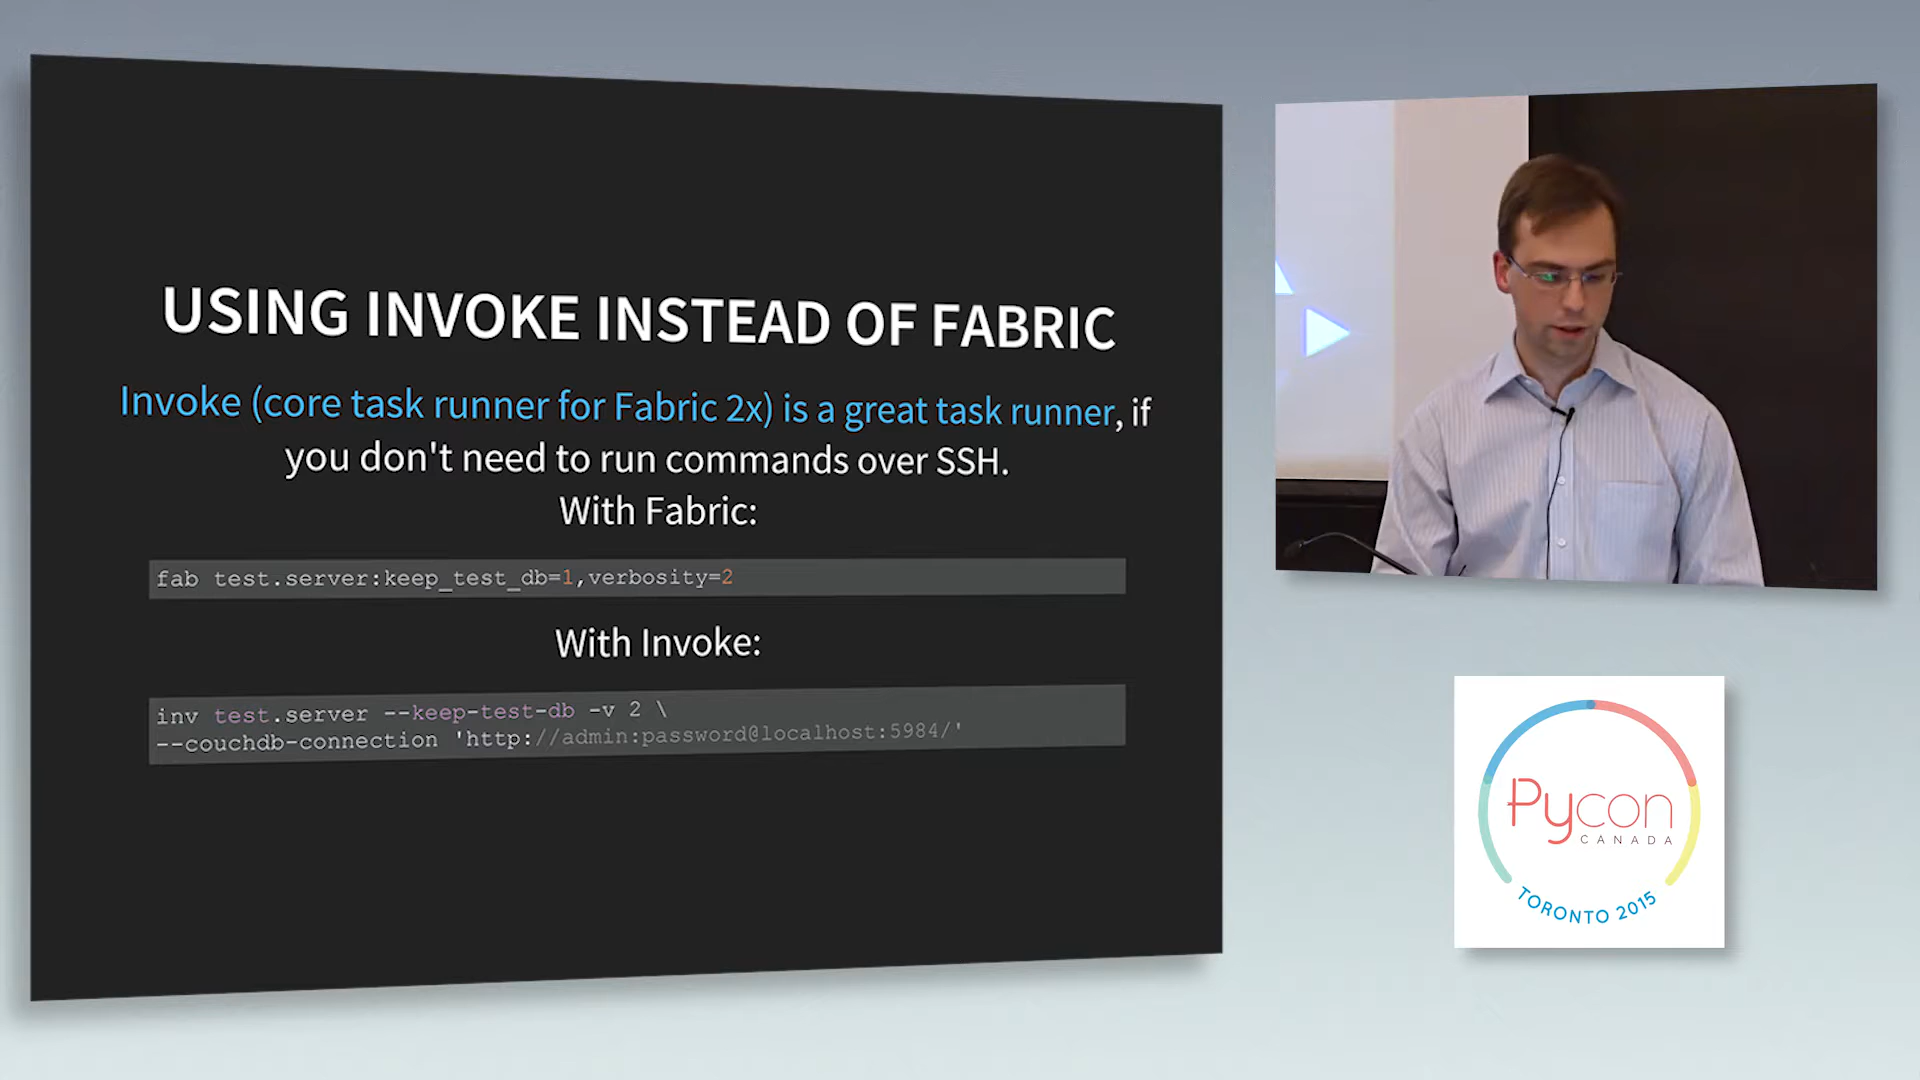 USING INVOKE INSTEAD OF FABRIC
Invoke (core task runner for Fabric 2x) is a great task runner, if
you don't need to run commands over SSH.
With Fabric:
fab test.server:keep_test_db=1,verbosity=2
With Invoke:
inv test.server --keep-test-db -v 2 \
--couchdb-connection 'http://admin:password@localhost:5984/'
Pycon
CANADA
TORONTO 2015